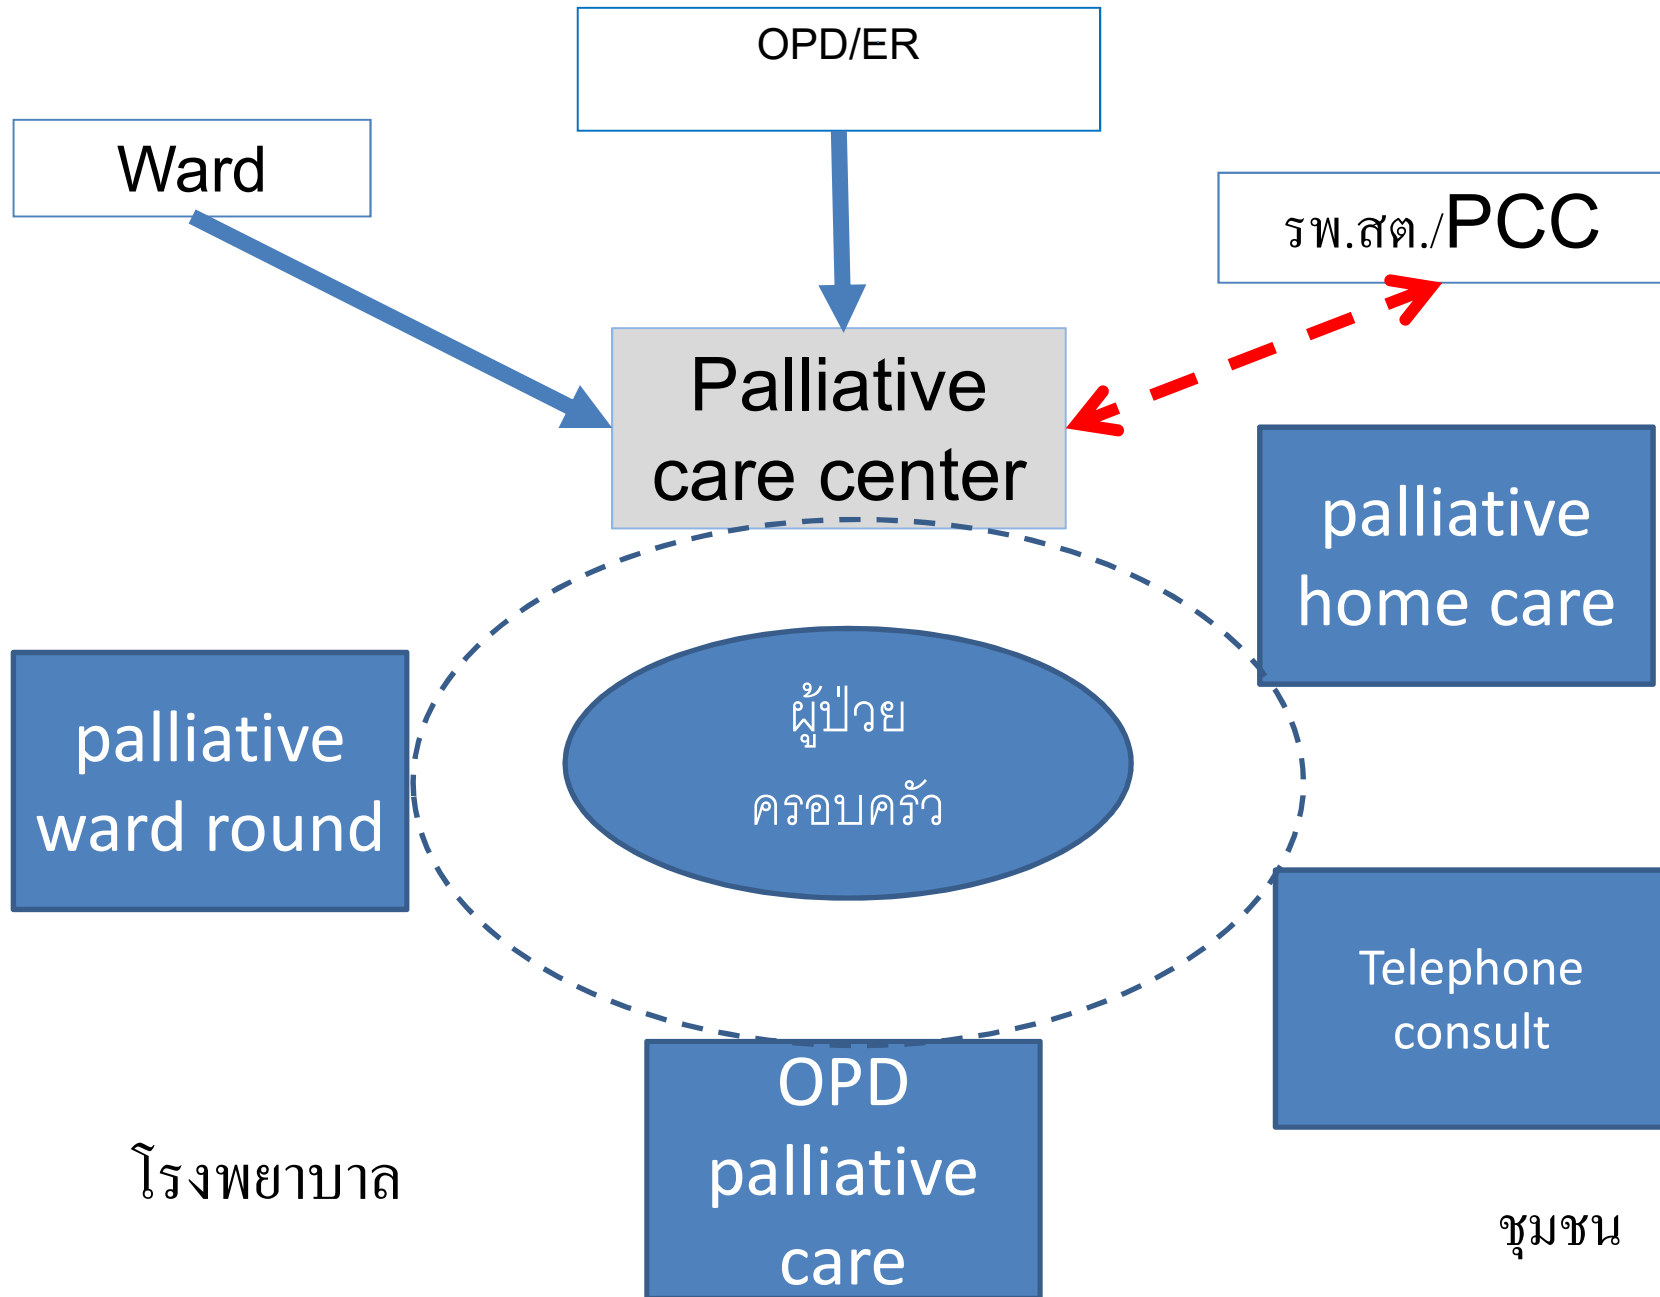 OPD/ER
Ward
รพ.สต./PCC
Palliative
care center
palliative
home care
ผู้ป่วย
ครอบครัว
palliative
ward round
Telephone
consult
OPD
palliative
care
โรงพยาบาล
ชุมชน